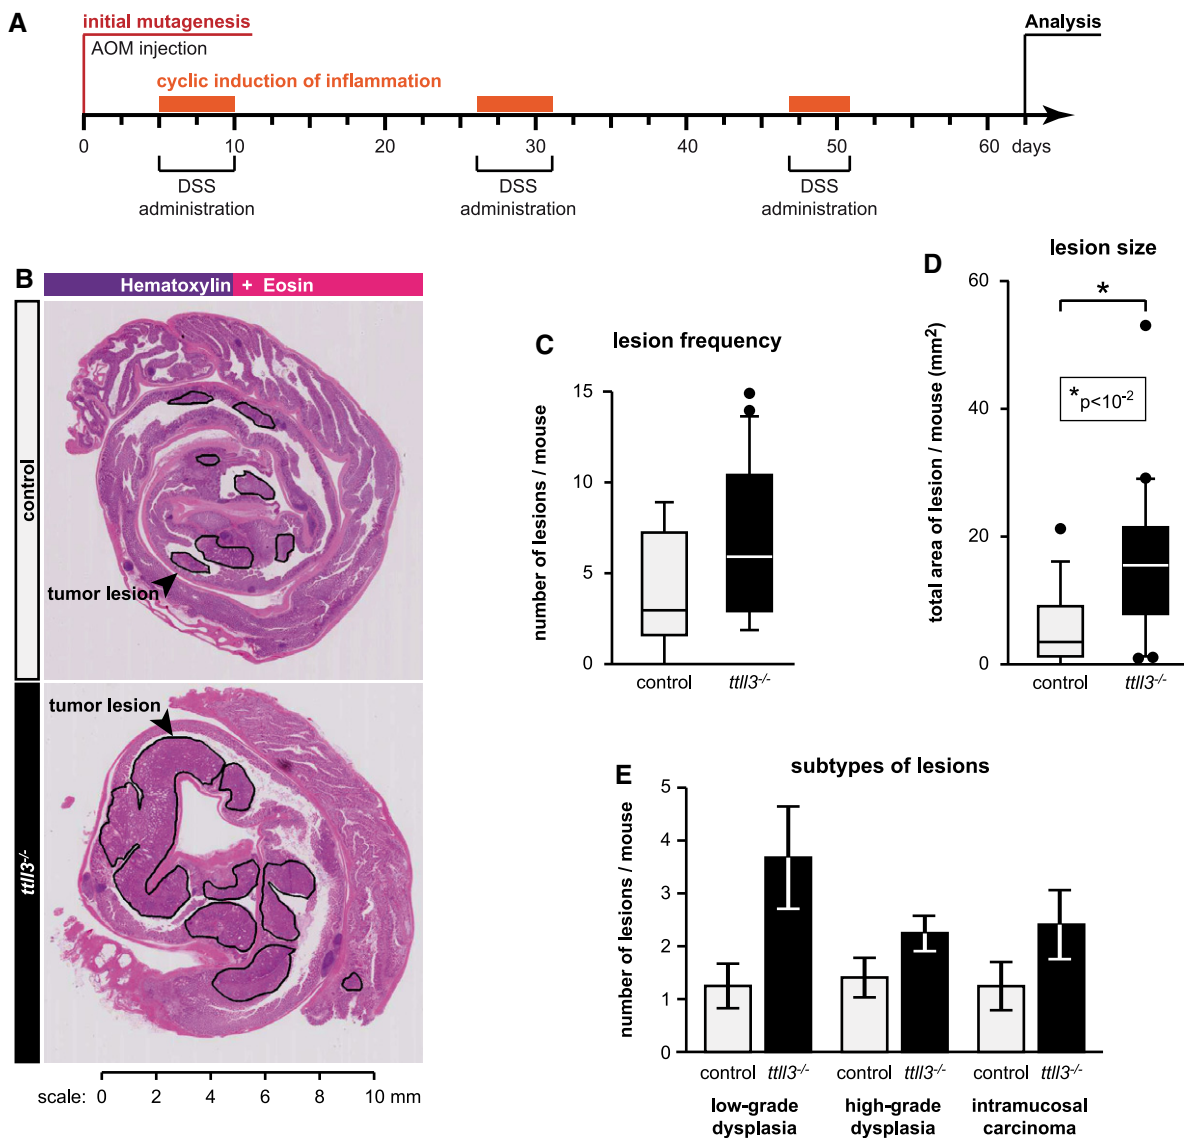 A
initial mutagenesis
AOM injection
Analysis
cyclic induction of inflammation
0 10 20 30 40 50 60 days
DSS administration
DSS administration
DSS administration
B
Hematoxylin + Eosin
control
tumor lesion
ttll3-/-
tumor lesion
scale: 0 2 4 6 8 10 mm
C
lesion frequency
number of lesions / mouse
15
10
5
0
control ttll3-/-
D
lesion size
total area of lesion / mouse (mm²)
60
40
20
0
*
*p<10⁻²
control ttll3-/-
E
subtypes of lesions
number of lesions / mouse
5
4
3
2
1
0
control ttll3-/- control ttll3-/- control ttll3-/-
low-grade dysplasia
high-grade dysplasia
intramucosal carcinoma